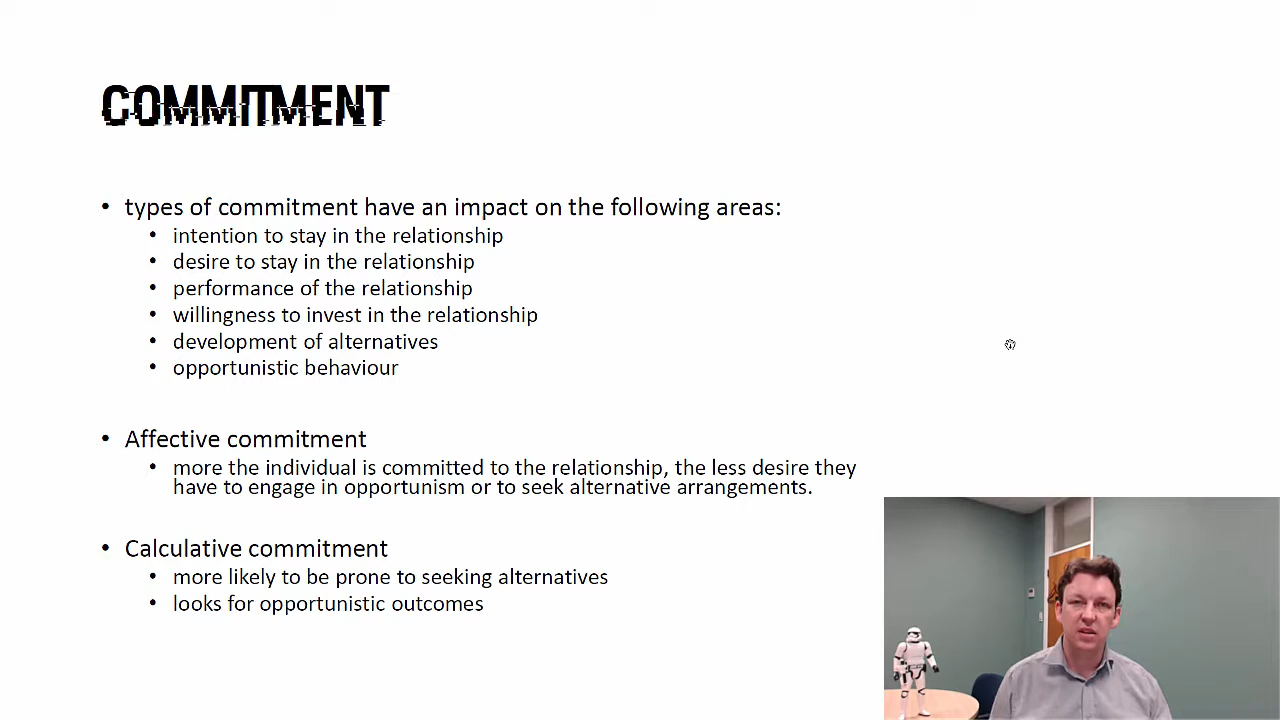 COMMITMENT
• types of commitment have an impact on the following areas:
• intention to stay in the relationship
• desire to stay in the relationship
• performance of the relationship
• willingness to invest in the relationship
• development of alternatives
• opportunistic behaviour
• Affective commitment
• more the individual is committed to the relationship, the less desire they
have to engage in opportunism or to seek alternative arrangements.
• Calculative commitment
• more likely to be prone to seeking alternatives
• looks for opportunistic outcomes